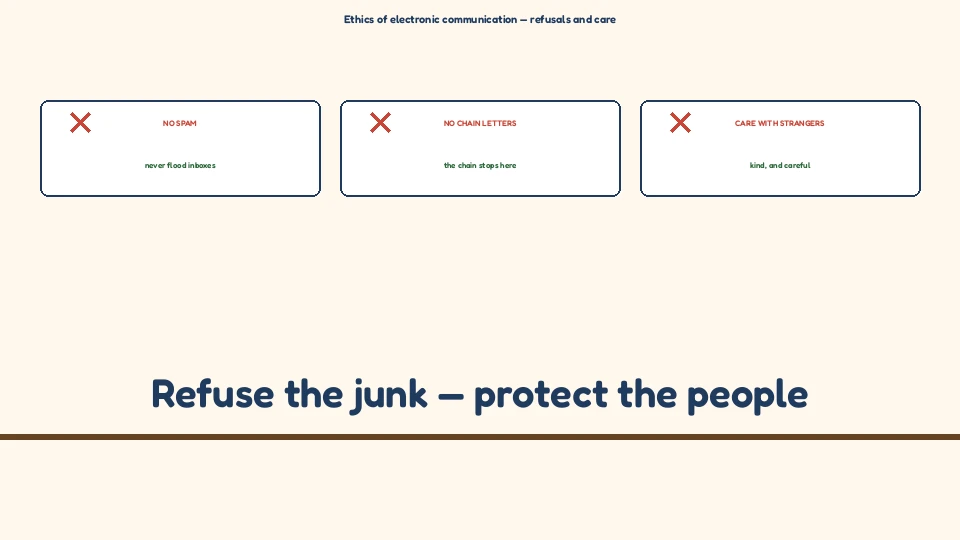 Ethics of electronic communication — refusals and care
NO SPAM
never flood inboxes
NO CHAIN LETTERS
the chain stops here
CARE WITH STRANGERS
kind, and careful
Refuse the junk — protect the people